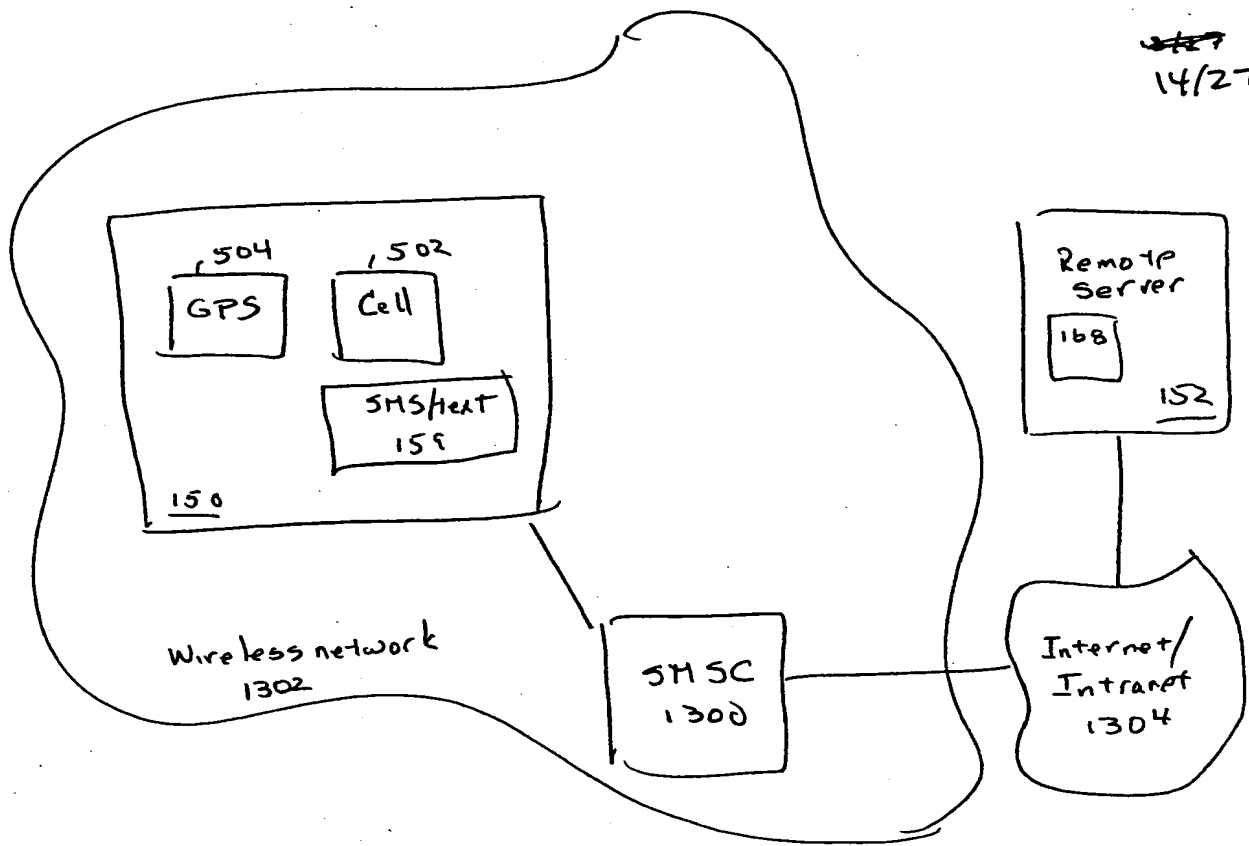 14/27
504
502
GPS
Cell
SMS/text
150
Remote
Server
168
152
Wireless network
1302
SMSC
1300
Internet/
Intranet
1304